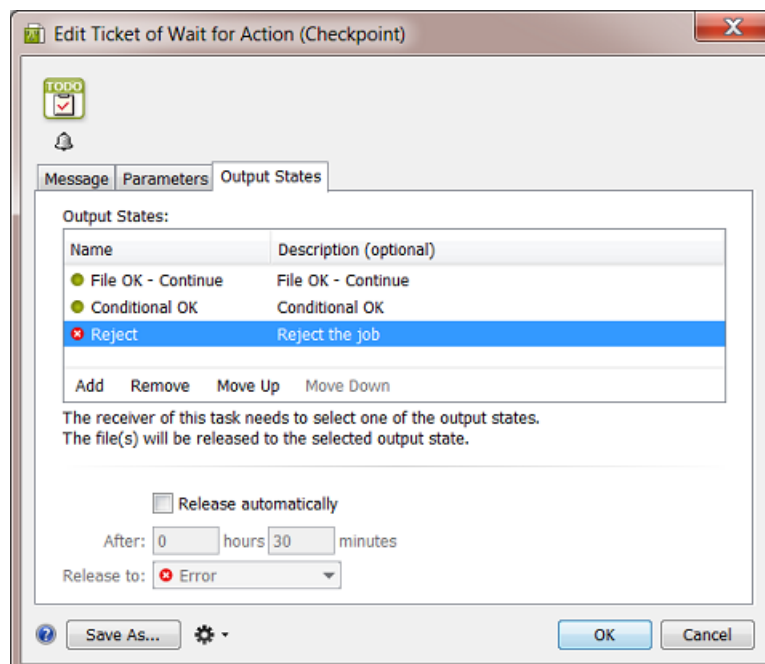 Edit Ticket of Wait for Action (Checkpoint)
TODO
Message Parameters Output States
Output States:
Name Description (optional)
File OK - Continue File OK - Continue
Conditional OK Conditional OK
Reject Reject the job
Add Remove Move Up Move Down
The receiver of this task needs to select one of the output states.
The file(s) will be released to the selected output state.
Release automatically
After: 0 hours 30 minutes
Release to: Error
Save As... OK Cancel